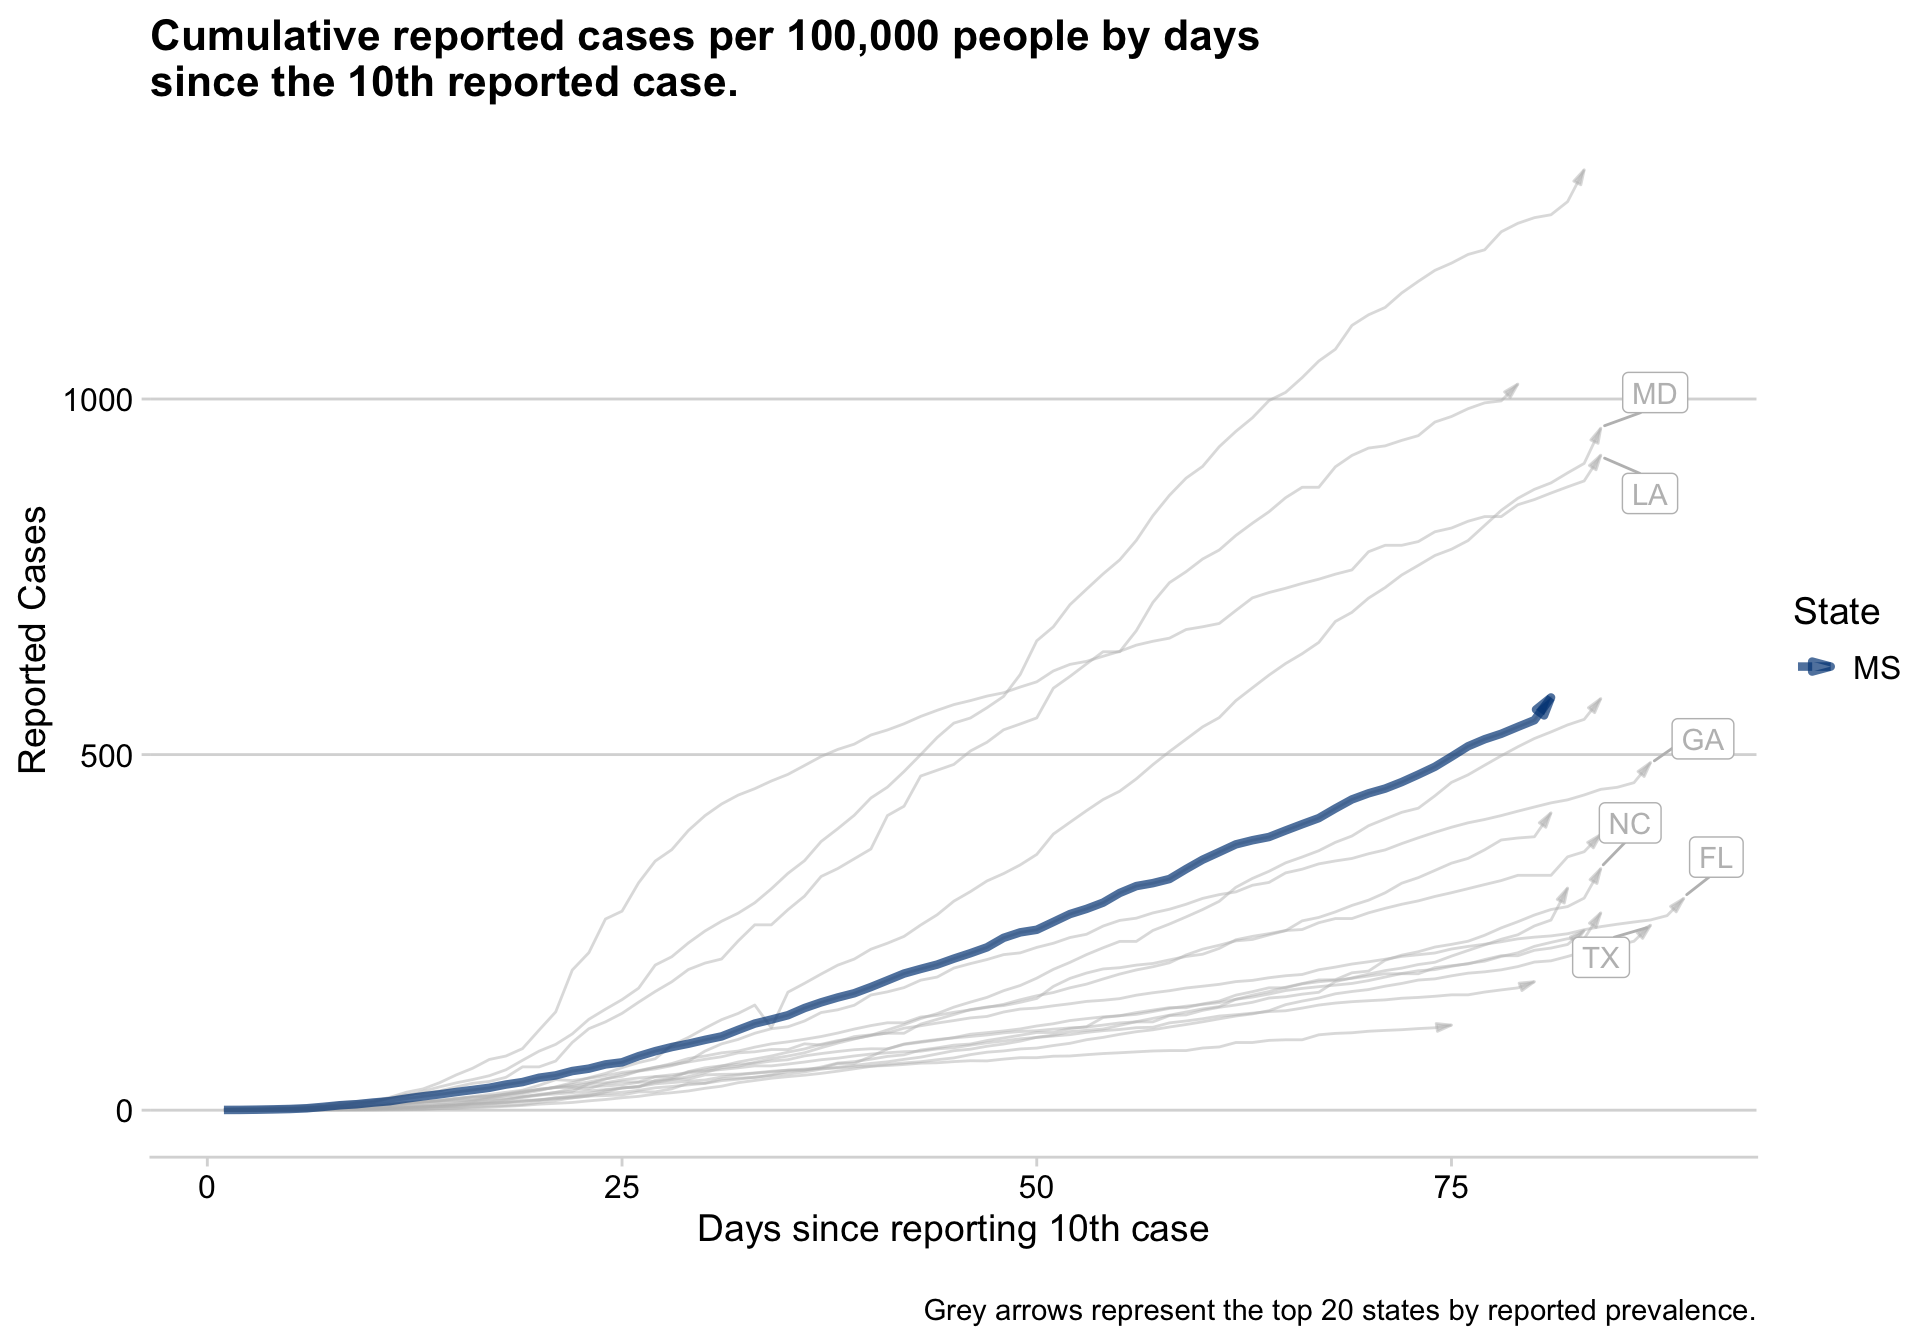 Cumulative reported cases per 100,000 people by days
since the 10th reported case.
Reported Cases
1000
500
0
MD
LA
GA
NC
FL
TX
State
MS
0
25
50
75
Days since reporting 10th case
Grey arrows represent the top 20 states by reported prevalence.